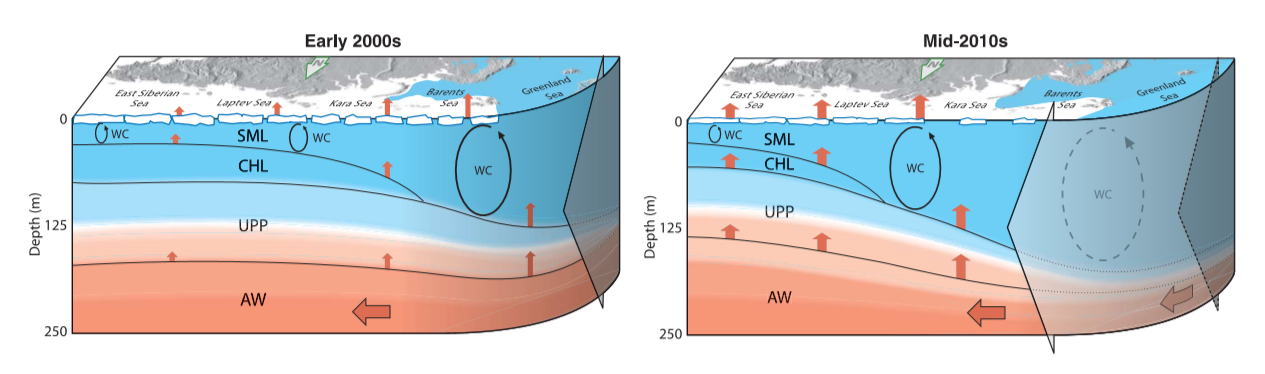 Early 2000s
N
East Siberian
Sea
Laptev Sea
Kara Sea
Barents
Sea
Greenland
Sea
0
WC
SML
WC
CHL
WC
125
UPP
AW
250
Depth (m)
Mid-2010s
N
East Siberian
Sea
Laptev Sea
Kara Sea
Barents
Sea
Greenland
Sea
0
WC
SML
CHL
WC
WC
UPP
125
AW
250
Depth (m)